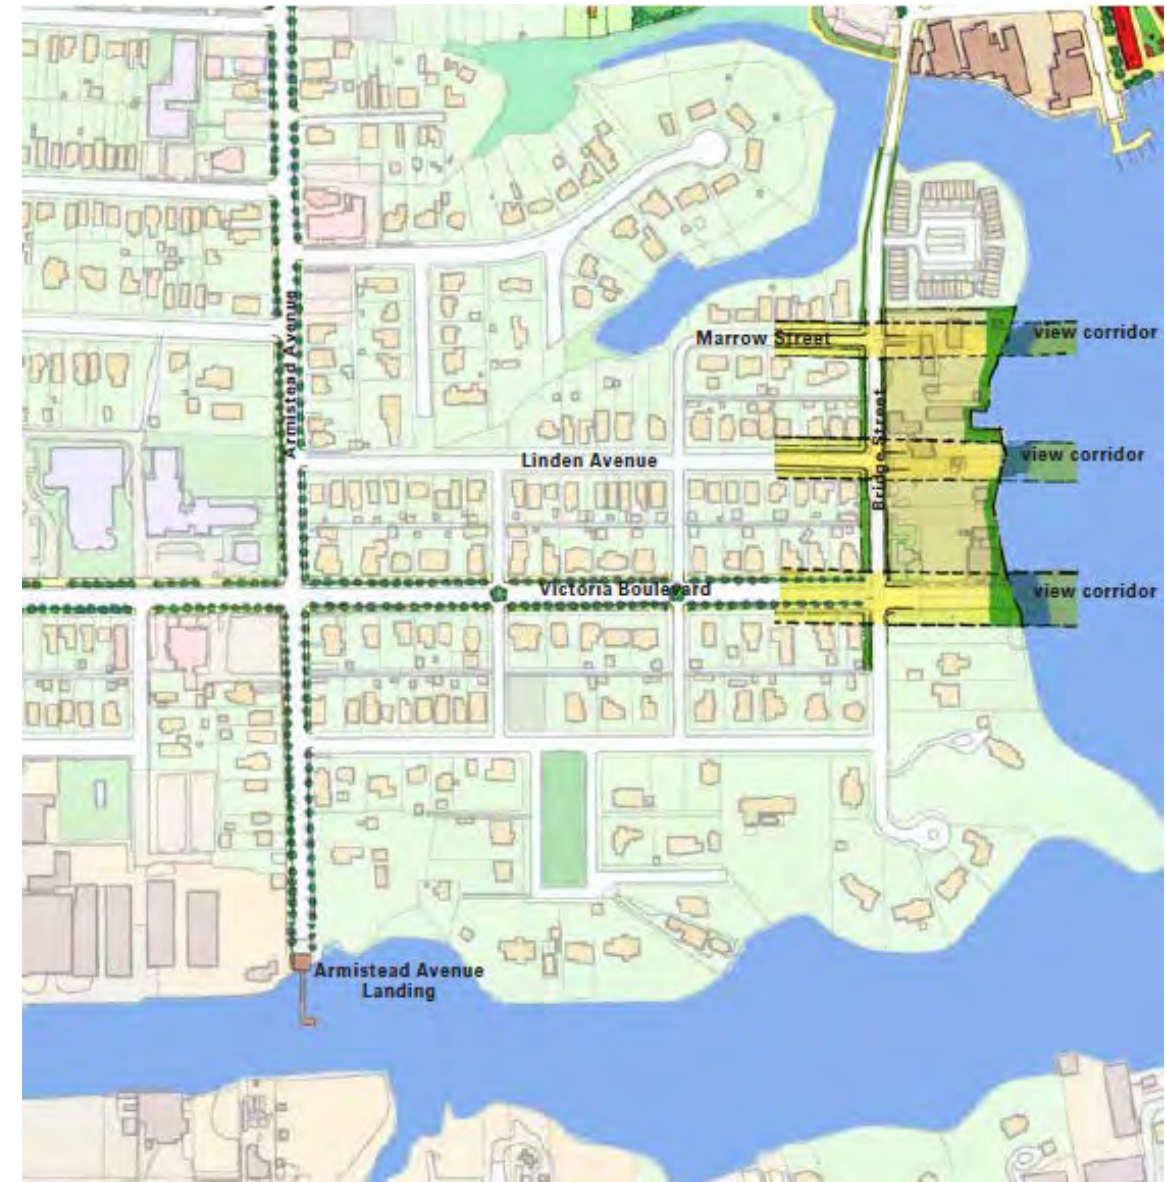 Armistead Avenue
Marrow Street
view corridor
Bridge Street
Linden Avenue
view corridor
Victoria Boulevard
view corridor
Armistead Avenue
Landing